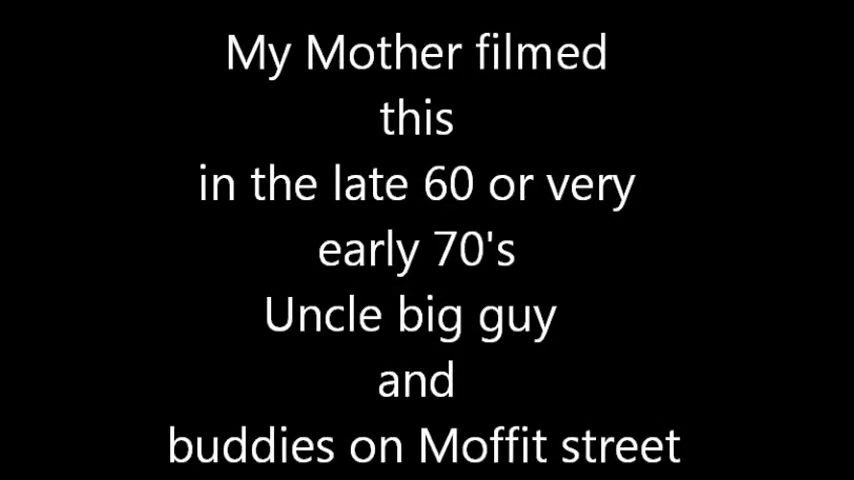 My Mother filmed
this
in the late 60 or very
early 70's
Uncle big guy
and
buddies on Moffit street